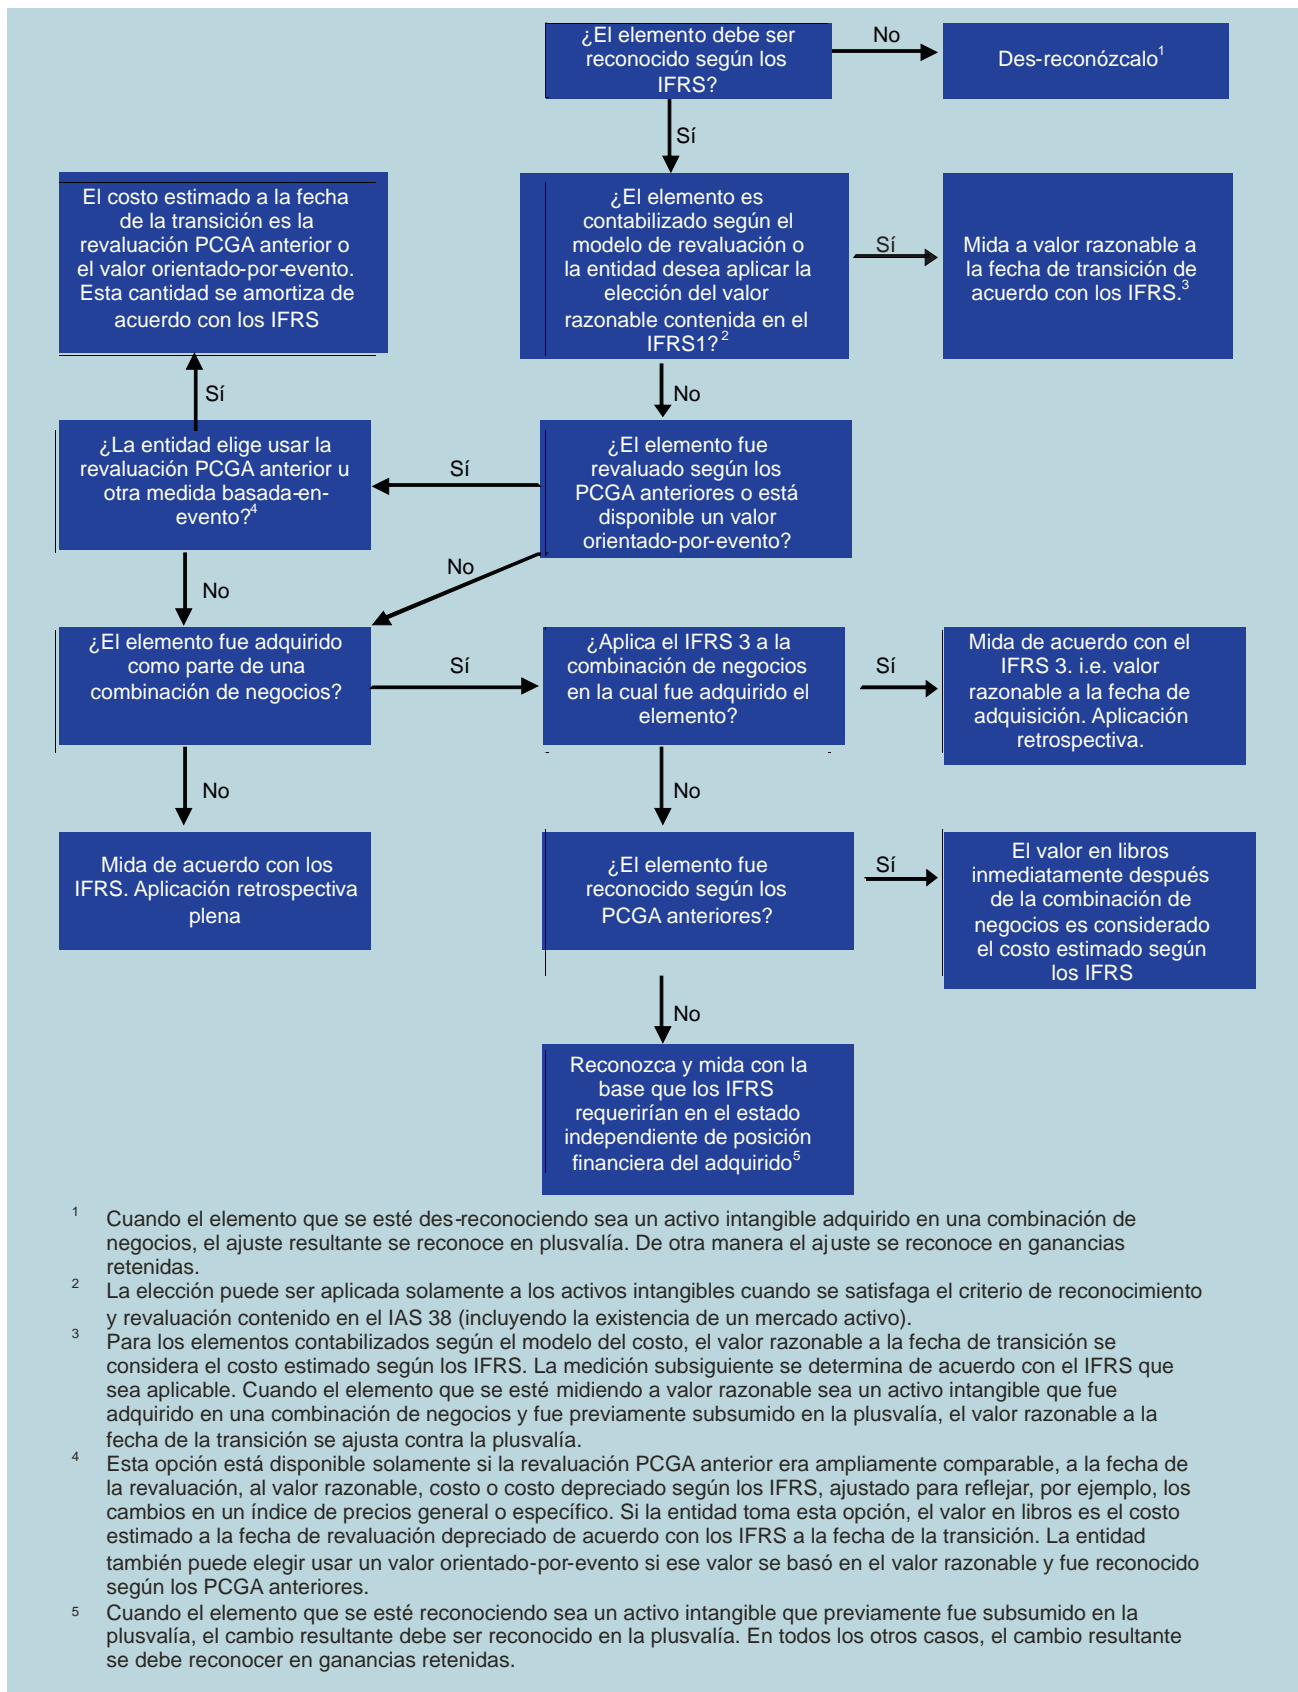 ¿El elemento debe ser
reconocido según los
IFRS?
No
Des-reconózcalo1
Sí
El costo estimado a la fecha
de la transición es la
revaluación PCGA anterior o
el valor orientado-por-evento.
Esta cantidad se amortiza de
acuerdo con los IFRS
¿El elemento es
contabilizado según el
modelo de revaluación o
la entidad desea aplicar la
elección del valor
razonable contenida en el
IFRS1?2
Sí
Mida a valor razonable a
la fecha de transición de
acuerdo con los IFRS.3
Sí
No
¿La entidad elige usar la
revaluación PCGA anterior u
otra medida basada-en-
evento?4
Sí
¿El elemento fue
revaluado según los
PCGA anteriores o está
disponible un valor
orientado-por-evento?
No
No
¿El elemento fue adquirido
como parte de una
combinación de negocios?
Sí
¿Aplica el IFRS 3 a la
combinación de negocios
en la cual fue adquirido el
elemento?
Sí
Mida de acuerdo con el
IFRS 3. i.e. valor
razonable a la fecha de
adquisición. Aplicación
retrospectiva.
No
No
Mida de acuerdo con los
IFRS. Aplicación retrospectiva
plena
¿El elemento fue
reconocido según los
PCGA anteriores?
Sí
El valor en libros
inmediatamente después
de la combinación de
negocios es considerado
el costo estimado según
los IFRS
No
Reconozca y mida con la
base que los IFRS
requerirían en el estado
independiente de posición
financiera del adquirido5
1 Cuando el elemento que se esté des-reconociendo sea un activo intangible adquirido en una combinación de
negocios, el ajuste resultante se reconoce en plusvalía. De otra manera el ajuste se reconoce en ganancias
retenidas.
2 La elección puede ser aplicada solamente a los activos intangibles cuando se satisfaga el criterio de reconocimiento
y revaluación contenido en el IAS 38 (incluyendo la existencia de un mercado activo).
3 Para los elementos contabilizados según el modelo del costo, el valor razonable a la fecha de transición se
considera el costo estimado según los IFRS. La medición subsiguiente se determina de acuerdo con el IFRS que
sea aplicable. Cuando el elemento que se esté midiendo a valor razonable sea un activo intangible que fue
adquirido en una combinación de negocios y fue previamente subsumido en la plusvalía, el valor razonable a la
fecha de la transición se ajusta contra la plusvalía.
4 Esta opción está disponible solamente si la revaluación PCGA anterior era ampliamente comparable, a la fecha de
la revaluación, al valor razonable, costo o costo depreciado según los IFRS, ajustado para reflejar, por ejemplo, los
cambios en un índice de precios general o específico. Si la entidad toma esta opción, el valor en libros es el costo
estimado a la fecha de revaluación depreciado de acuerdo con los IFRS a la fecha de la transición. La entidad
también puede elegir usar un valor orientado-por-evento si ese valor se basó en el valor razonable y fue reconocido
según los PCGA anteriores.
5 Cuando el elemento que se esté reconociendo sea un activo intangible que previamente fue subsumido en la
plusvalía, el cambio resultante debe ser reconocido en la plusvalía. En todos los otros casos, el cambio resultante
se debe reconocer en ganancias retenidas.